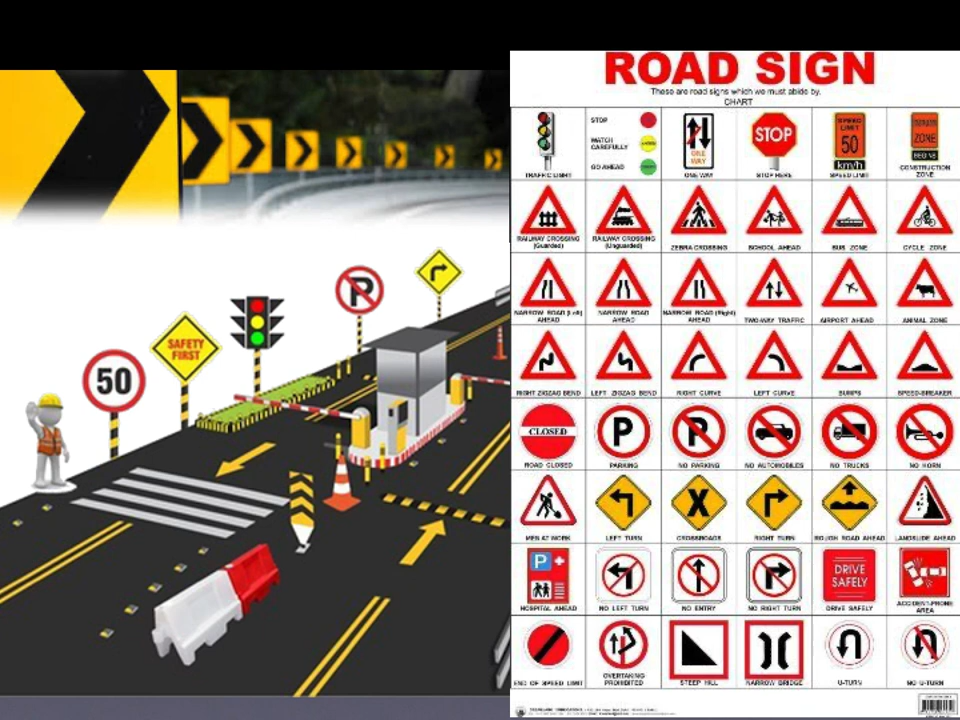 ROAD SIGN
These are road signs which we must abide by.
CHART
50
SAFETY
FIRST
P
TRAFFIC LIGHT
STOP
WATCH
CAREFULLY
GO AHEAD
ONE
WAY
ONE WAY
STOP
STOP HERE
SPEED
LIMIT
50
km/h
SPEED LIMIT
ZONE
CONSTRUCTION
ZONE
RAILWAY CROSSING
(Guarded)
RAILWAY CROSSING
(Unguarded)
ZEBRA CROSSING
SCHOOL AHEAD
BUS ZONE
CYCLE ZONE
NARROW ROAD (Left)
AHEAD
NARROW ROAD
AHEAD
NARROW ROAD (Right)
AHEAD
TWO-WAY TRAFFIC
AIRPORT AHEAD
ANIMAL ZONE
RIGHT ZIGZAG BEND
LEFT ZIGZAG BEND
RIGHT CURVE
LEFT CURVE
BUMPS
SPEED-BREAKER
CLOSED
ROAD CLOSED
P
PARKING
P
NO PARKING
NO AUTOMOBILES
NO TRUCKS
NO HORN
MEN AT WORK
LEFT TURN
CROSSROADS
RIGHT TURN
ROUGH ROAD AHEAD
LANDSLIDE AHEAD
P
HOSPITAL AHEAD
NO LEFT TURN
NO ENTRY
NO RIGHT TURN
DRIVE
SAFELY
DRIVE SAFELY
ACCIDENT-PRONE
AREA
END OF SPEED LIMIT
OVERTAKING
PROHIBITED
STEEP HILL
NARROW BRIDGE
U-TURN
NO U-TURN